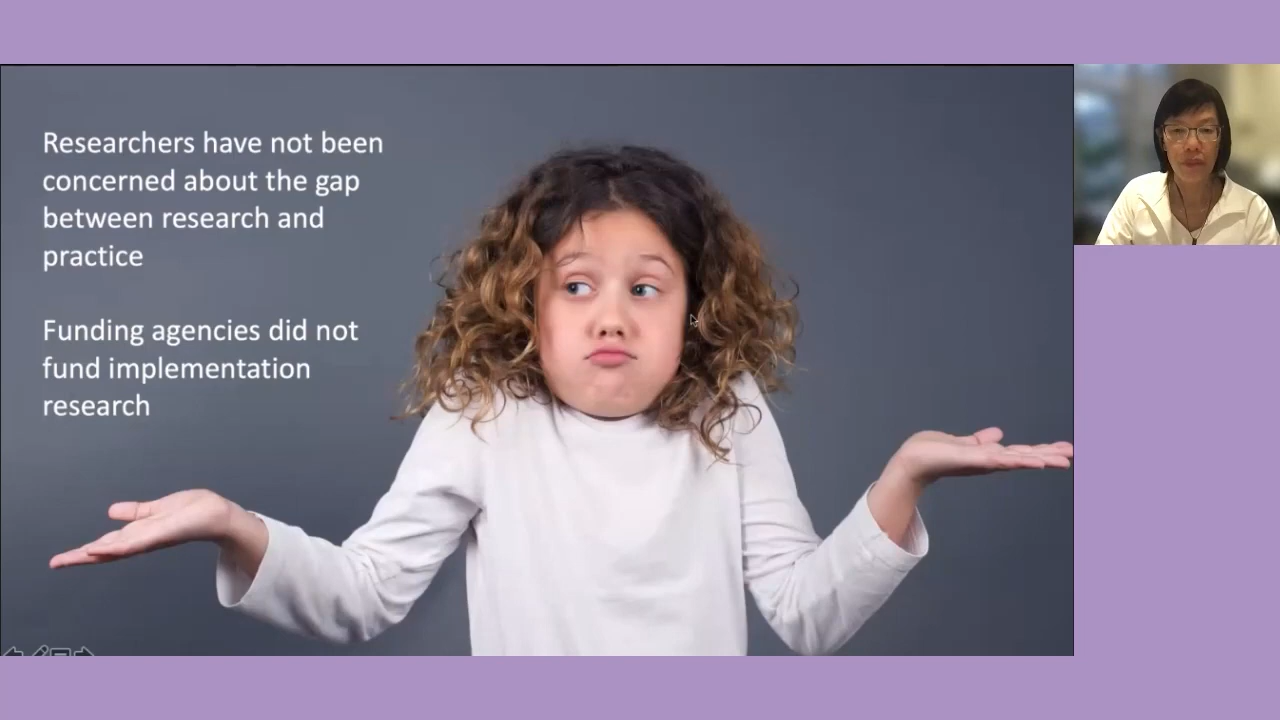 Researchers have not been
concerned about the gap
between research and
practice
Funding agencies did not
fund implementation
research